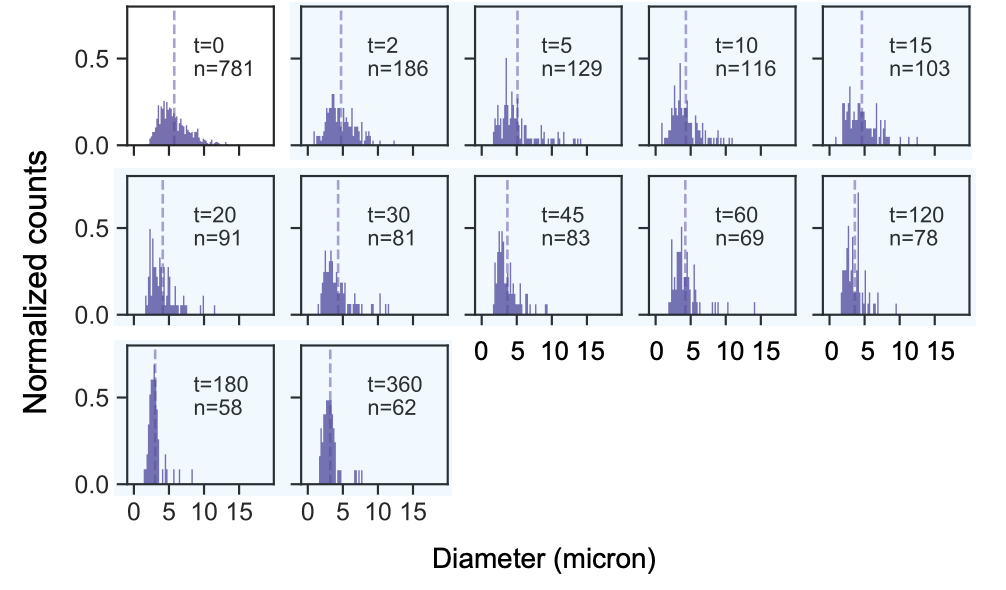 Normalized counts
0.5
0.0
t=0
n=781
t=2
n=186
t=5
n=129
t=10
n=116
t=15
n=103
0.5
0.0
t=20
n=91
t=30
n=81
t=45
n=83
t=60
n=69
t=120
n=78
0 5 10 15
0 5 10 15
0 5 10 15
0.5
0.0
t=180
n=58
t=360
n=62
0 5 10 15
0 5 10 15
Diameter (micron)